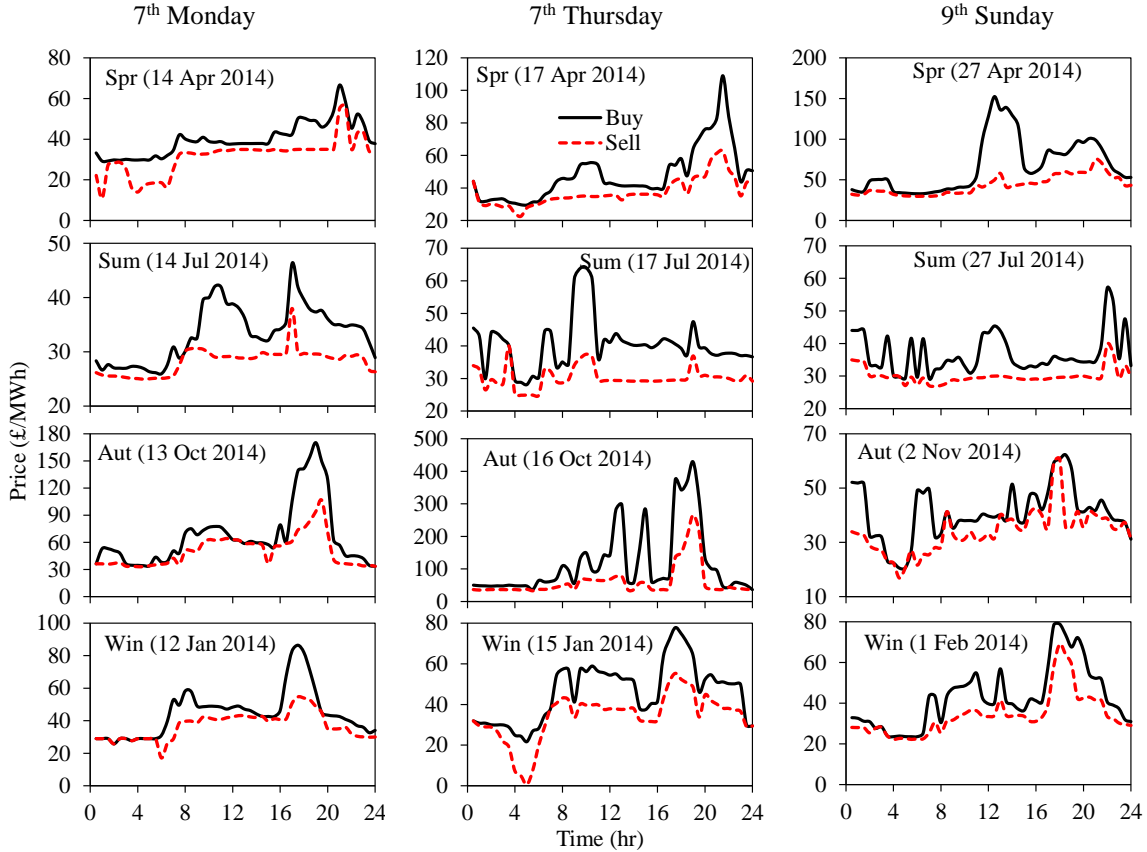 7th Monday
7th Thursday
9th Sunday
Price (£/MWh)
80
60
40
20
0
Spr (14 Apr 2014)
120
100
80
60
40
20
Spr (17 Apr 2014)
Buy
Sell
200
150
100
50
0
Spr (27 Apr 2014)
50
40
30
20
Sum (14 Jul 2014)
70
60
50
40
30
20
Sum (17 Jul 2014)
70
60
50
40
30
20
Sum (27 Jul 2014)
180
150
120
90
60
30
0
Aut (13 Oct 2014)
500
400
300
200
100
0
Aut (16 Oct 2014)
70
50
30
10
Aut (2 Nov 2014)
100
80
60
40
20
0
Win (12 Jan 2014)
80
60
40
20
0
Win (15 Jan 2014)
80
60
40
20
0
Win (1 Feb 2014)
0 4 8 12 16 20 24
0 4 8 12 16 20 24
0 4 8 12 16 20 24
Time (hr)